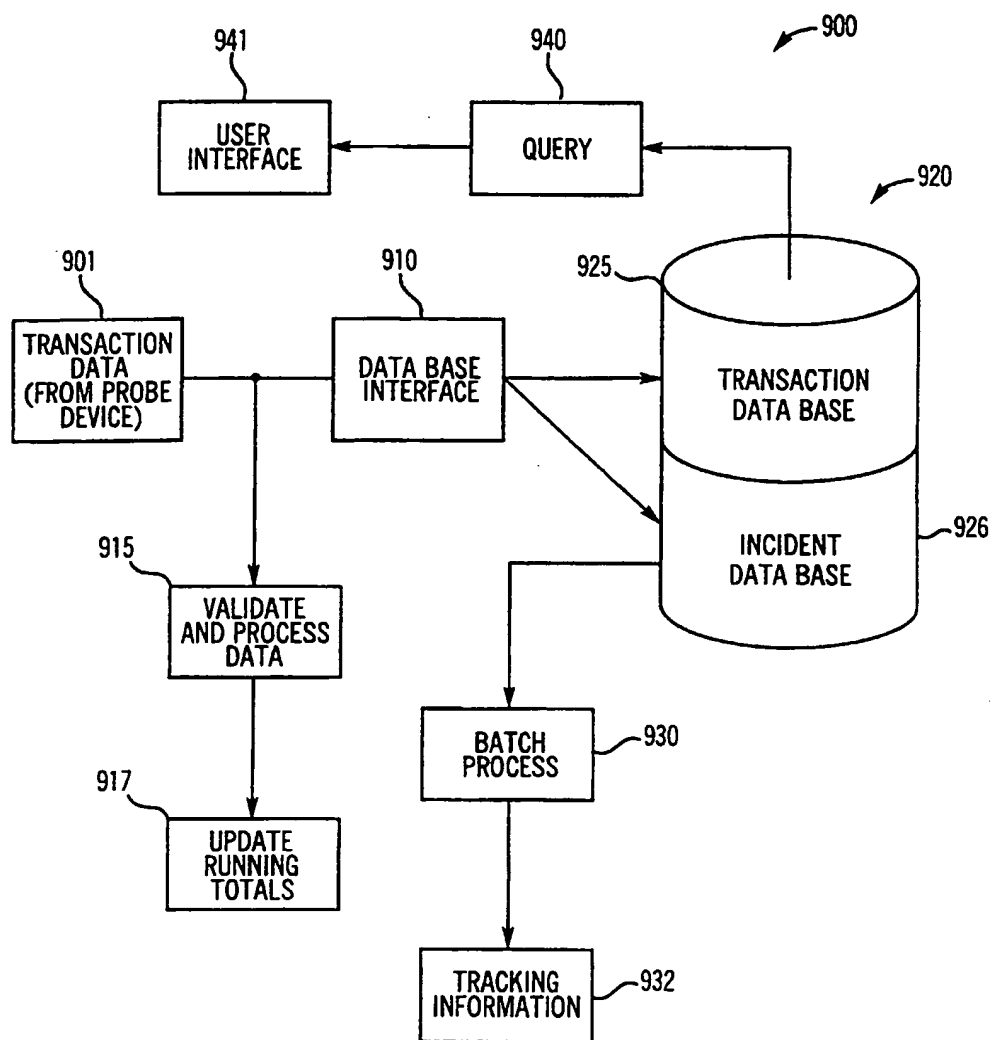 900
941
940
USER
INTERFACE
QUERY
920
901
910
925
TRANSACTION
DATA
(FROM PROBE
DEVICE)
DATA BASE
INTERFACE
TRANSACTION
DATA BASE
926
INCIDENT
DATA BASE
915
VALIDATE
AND PROCESS
DATA
930
BATCH
PROCESS
917
UPDATE
RUNNING
TOTALS
932
TRACKING
INFORMATION